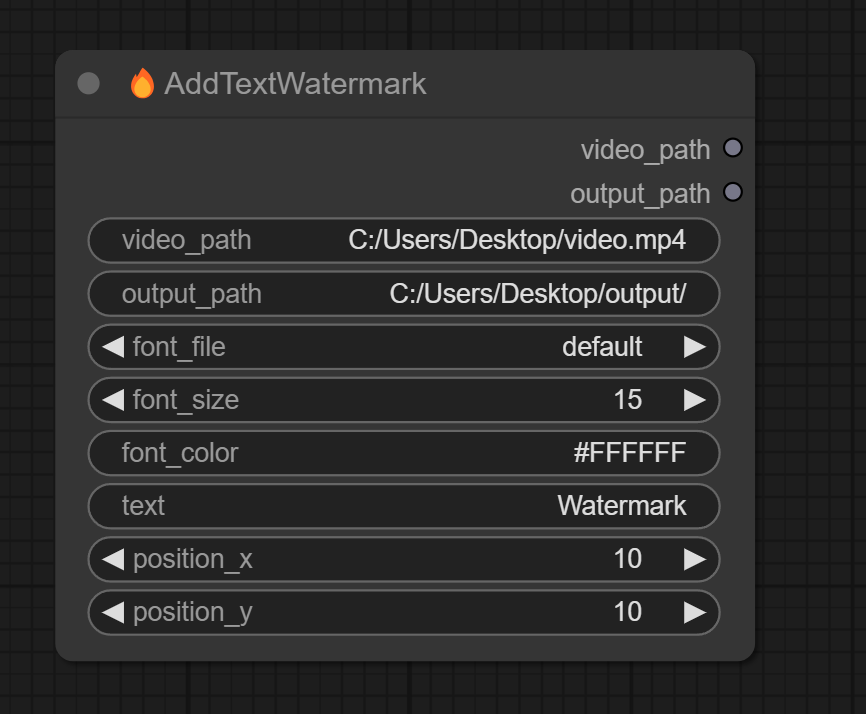 🔥 AddTextWatermark
video_path
output_path
video_path C:/Users/Desktop/video.mp4
output_path C:/Users/Desktop/output/
font_file default
font_size 15
font_color #FFFFFF
text Watermark
position_x 10
position_y 10